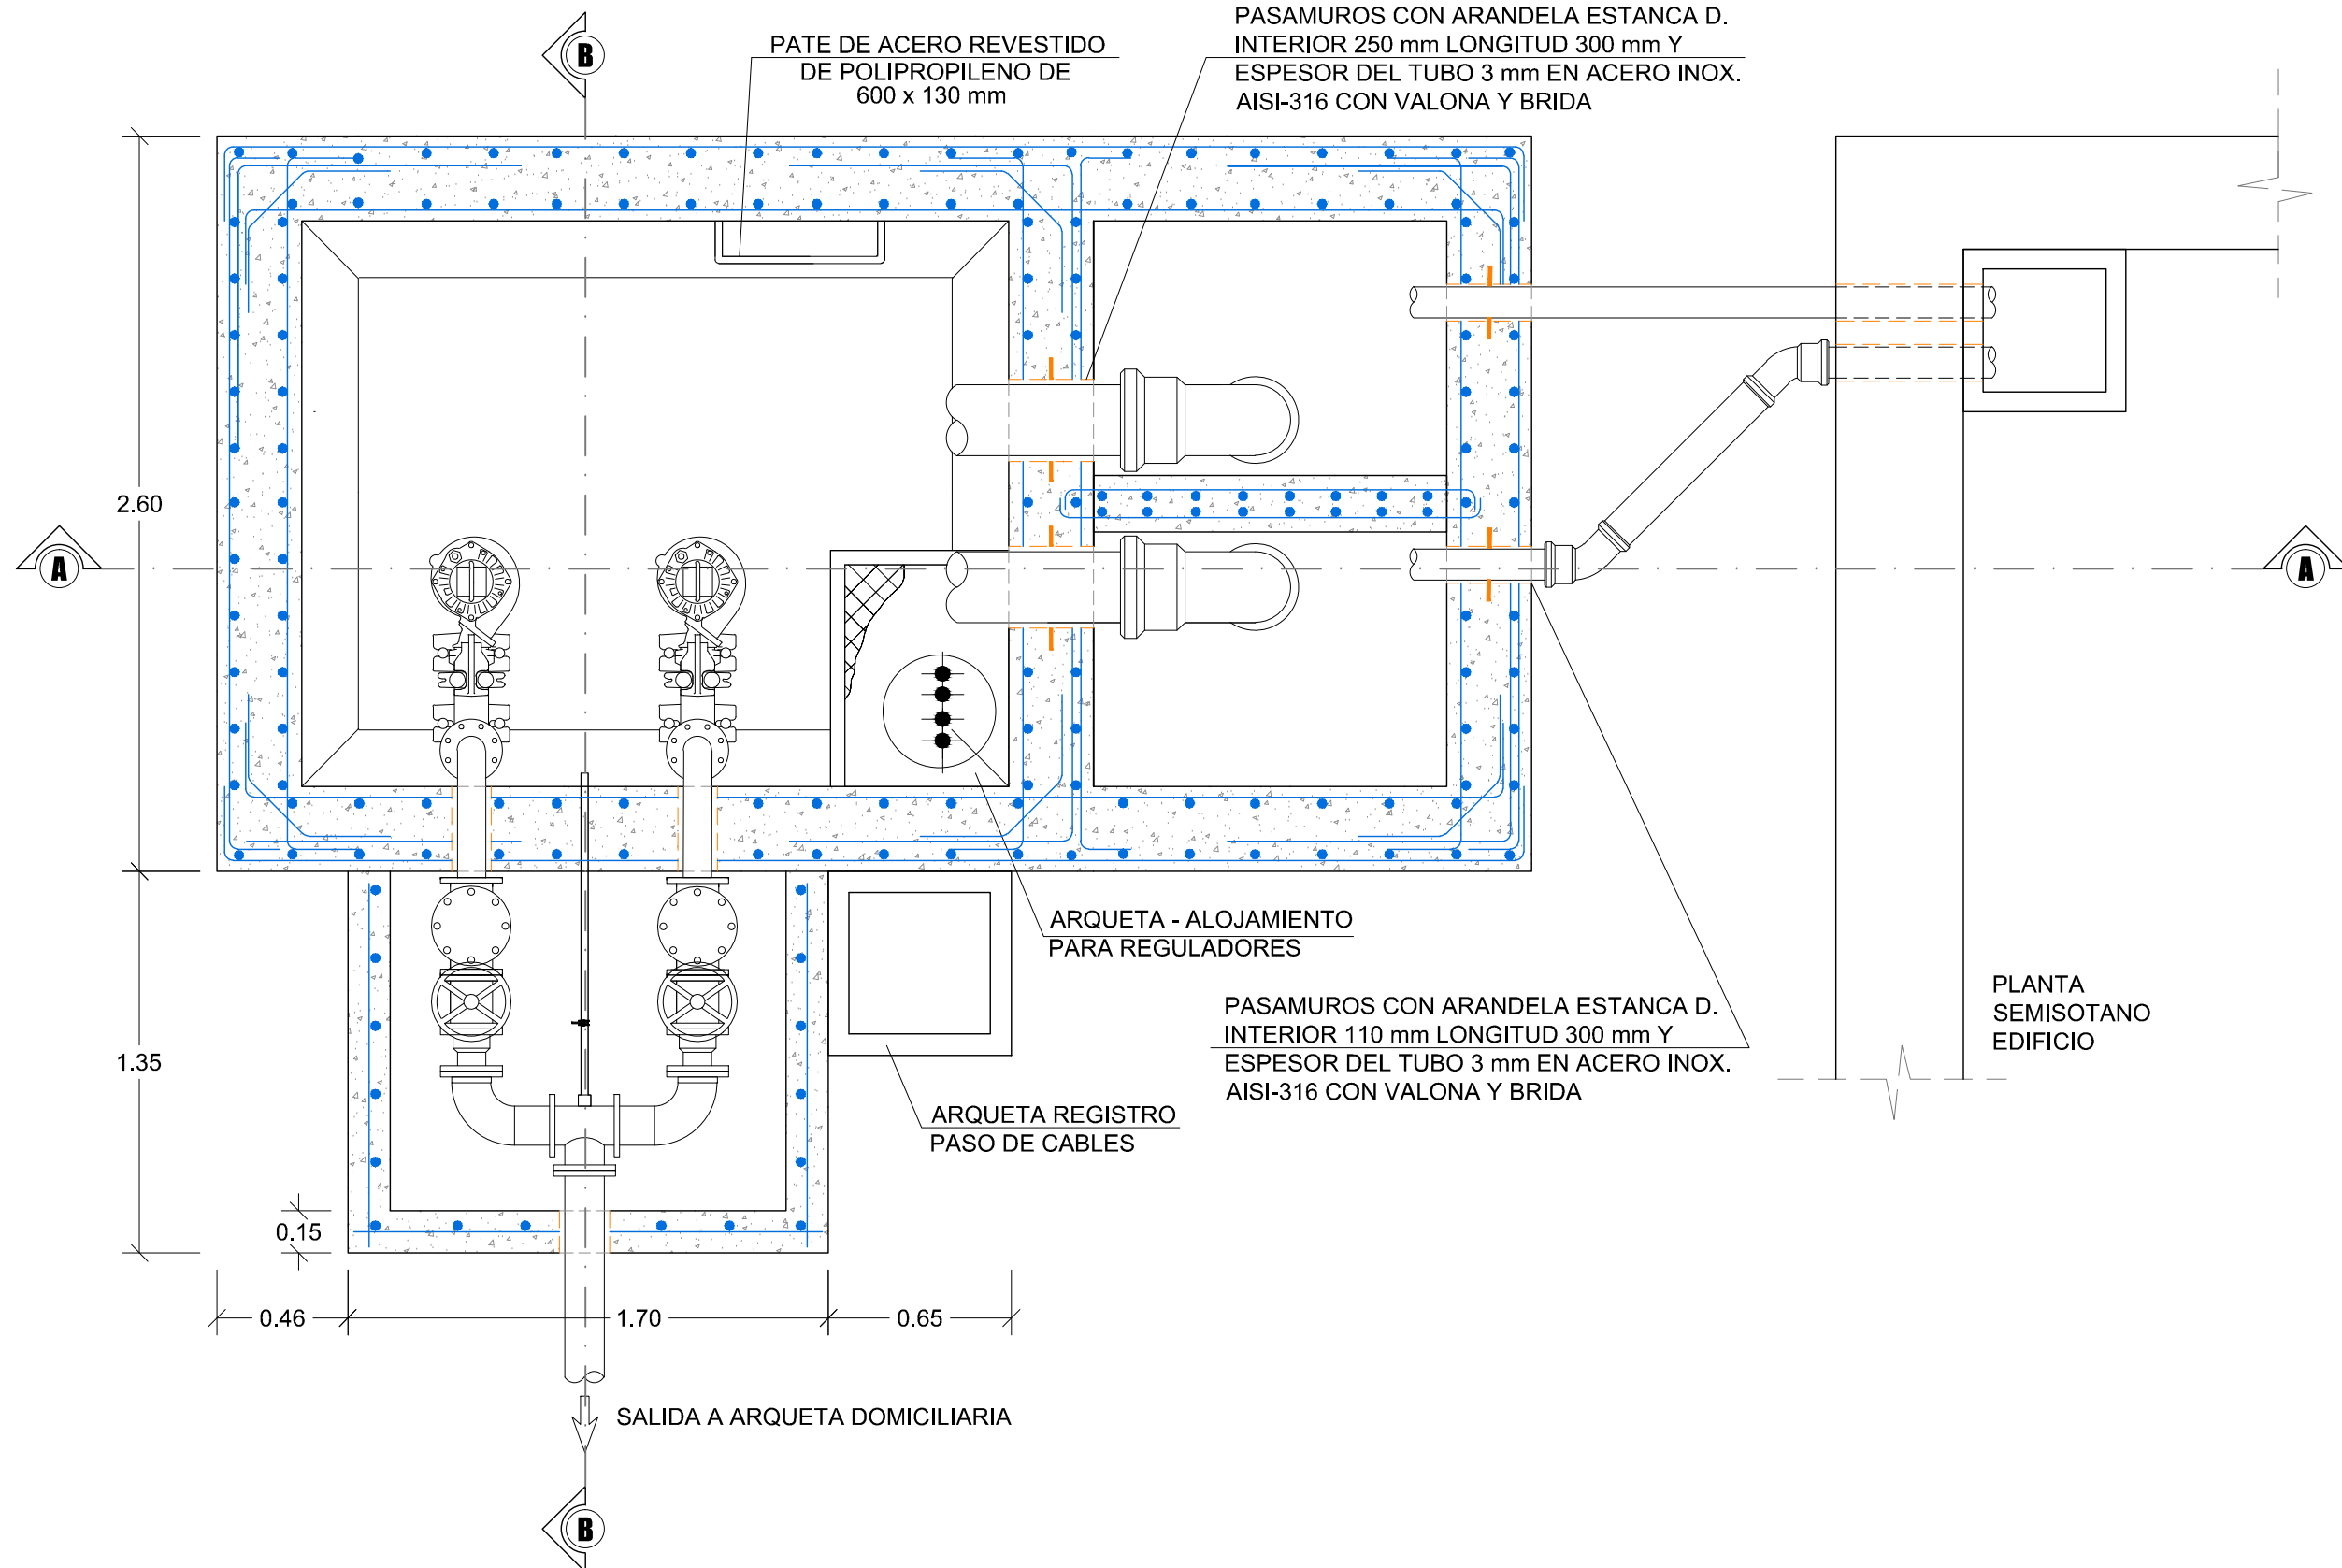 PASAMUROS CON ARANDELA ESTANCA D.
INTERIOR 250 mm LONGITUD 300 mm Y
ESPESOR DEL TUBO 3 mm EN ACERO INOX.
AISI-316 CON VALONA Y BRIDA
PATE DE ACERO REVESTIDO
DE POLIPROPILENO DE
600 x 130 mm
B
2.60
A
A
ARQUETA - ALOJAMIENTO
PARA REGULADORES
PASAMUROS CON ARANDELA ESTANCA D.
INTERIOR 110 mm LONGITUD 300 mm Y
ESPESOR DEL TUBO 3 mm EN ACERO INOX.
AISI-316 CON VALONA Y BRIDA
PLANTA
SEMISOTANO
EDIFICIO
1.35
ARQUETA REGISTRO
PASO DE CABLES
0.15
0.46
1.70
0.65
SALIDA A ARQUETA DOMICILIARIA
B